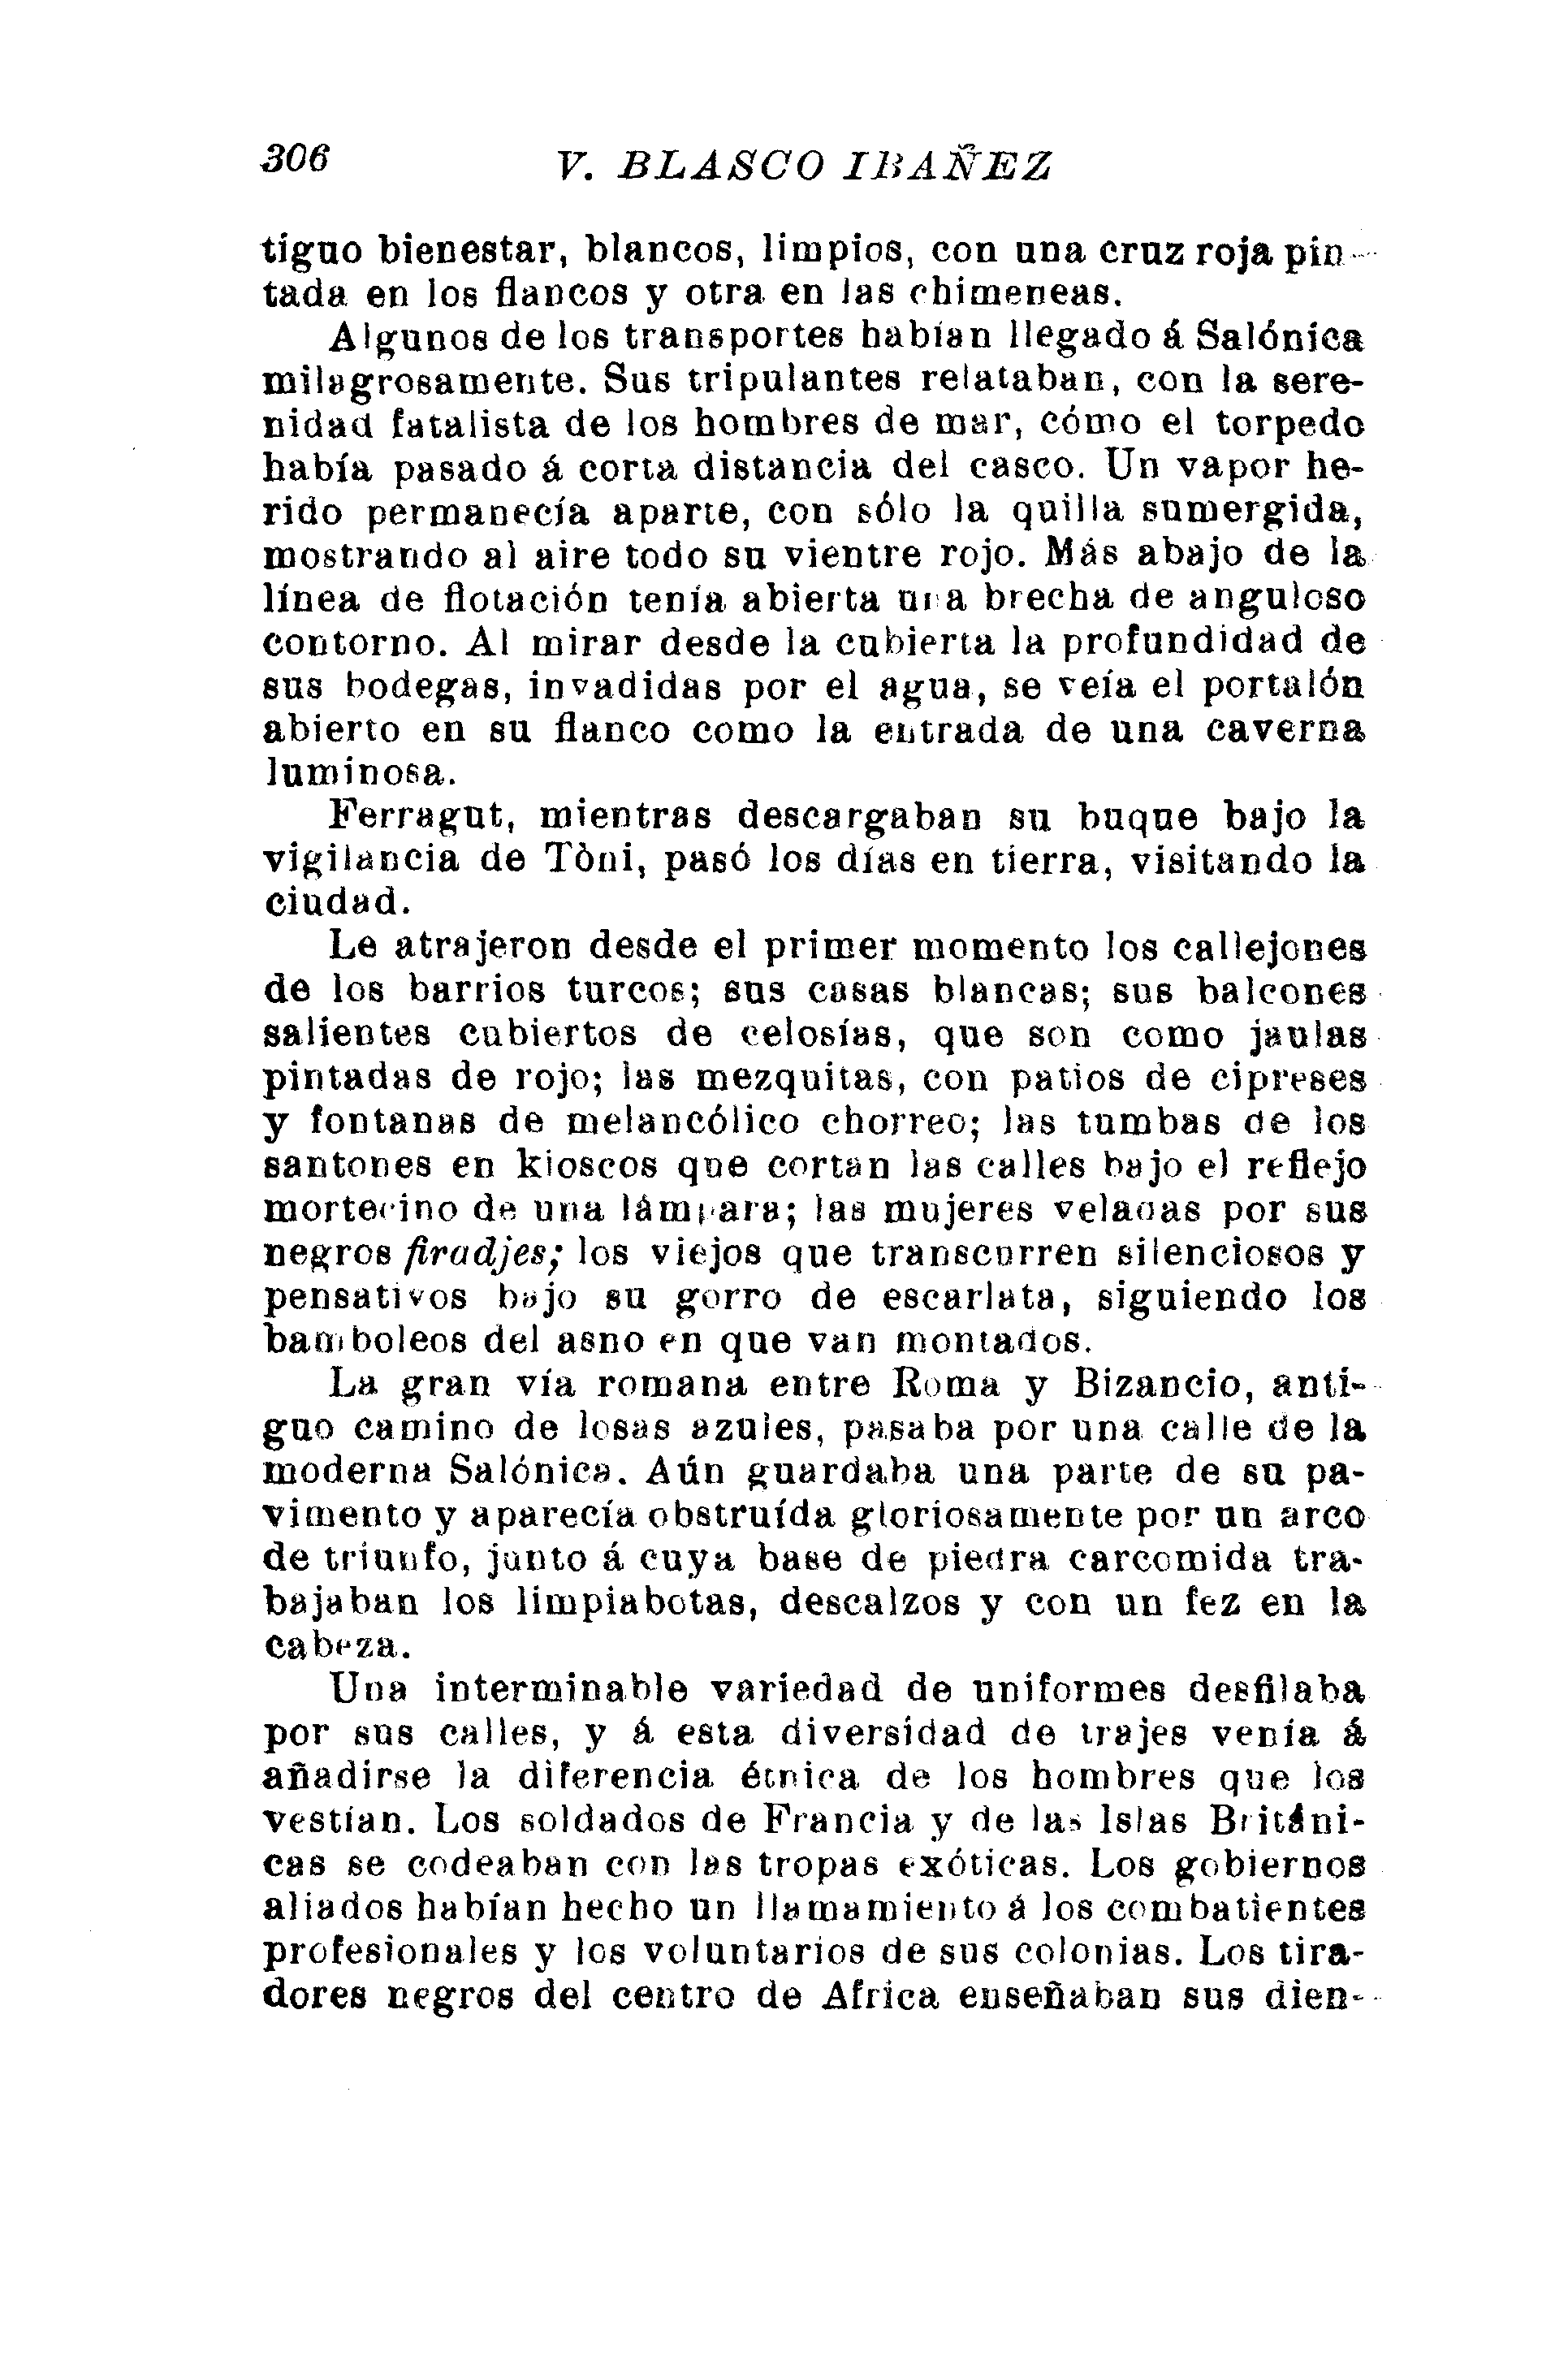 306 V. BLASCO IBAÑEZ
tiguo bienestar, blancos, limpios, con una cruz roja pin-
tada en los flancos y otra en las chimeneas.
Algunos de los transportes habían llegado á Salónica
milagrosamente. Sus tripulantes relataban, con la sere-
nidad fatalista de los hombres de mar, cómo el torpedo
había pasado á corta distancia del casco. Un vapor he-
rido permanecía aparte, con sólo la quilla sumergida,
mostrando al aire todo su vientre rojo. Más abajo de la
línea de flotación tenía abierta una brecha de anguloso
contorno. Al mirar desde la cubierta la profundidad de
sus bodegas, invadidas por el agua, se veía el portalón
abierto en su flanco como la entrada de una caverna
luminosa.
Ferragut, mientras descargaban su buque bajo la
vigilancia de Tòni, pasó los días en tierra, visitando la
ciudad.
Le atrajeron desde el primer momento los callejones
de los barrios turcos; sus casas blancas; sus balcones
salientes cubiertos de celosías, que son como jaulas
pintadas de rojo; las mezquitas, con patios de cipreses
y fontanas de melancólico chorreo; las tumbas de los
santones en kioscos que cortan las calles bajo el reflejo
mortecino de una lámpara; las mujeres veladas por sus
negros firadjes; los viejos que transcurren silenciosos y
pensativos bajo su gorro de escarlata, siguiendo los
bamboleos del asno en que van montados.
La gran vía romana entre Roma y Bizancio, anti-
guo camino de losas azules, pasaba por una calle de la
moderna Salónica. Aún guardaba una parte de su pa-
vimento y aparecía obstruída gloriosamente por un arco
de triunfo, junto á cuya base de piedra carcomida tra-
bajaban los limpiabotas, descalzos y con un fez en la
cabeza.
Una interminable variedad de uniformes desfilaba
por sus calles, y á esta diversidad de trajes venía á
añadirse la diferencia étnica de los hombres que los
vestían. Los soldados de Francia y de las Islas Británi-
cas se codeaban con las tropas exóticas. Los gobiernos
aliados habían hecho un llamamiento á los combatientes
profesionales y los voluntarios de sus colonias. Los tira-
dores negros del centro de Africa enseñaban sus dien-